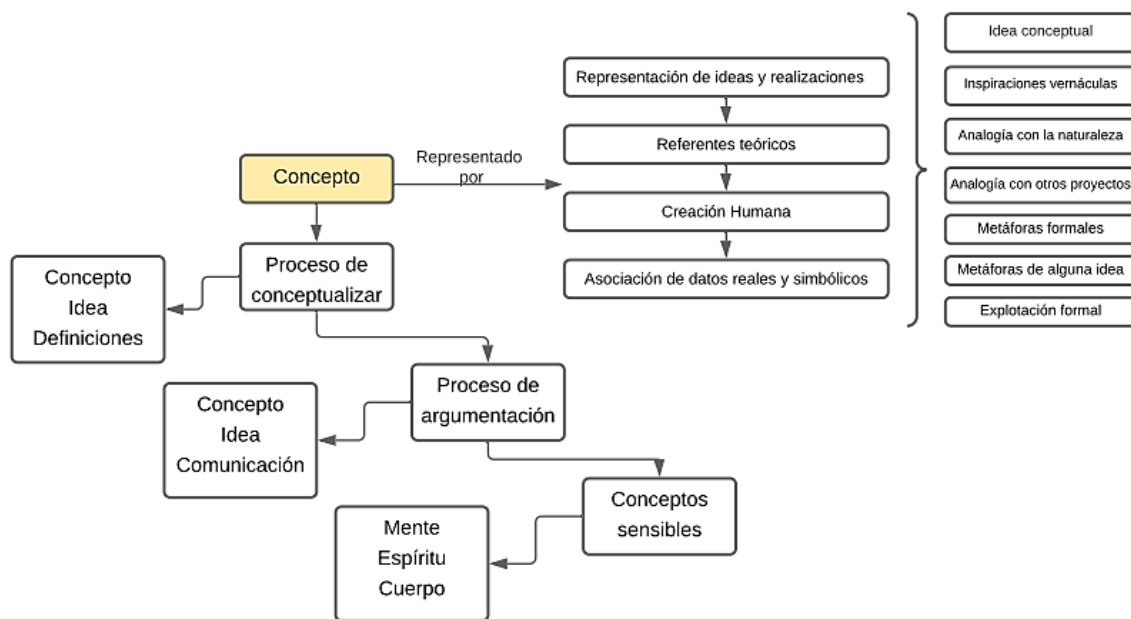 Idea conceptual
Representación de ideas y realizaciones
Inspiraciones vernáculas
Referentes teóricos
Analogía con la naturaleza
Representado
por
Concepto
Analogía con otros proyectos
Creación Humana
Metáforas formales
Proceso de
conceptualizar
Asociación de datos reales y simbólicos
Metáforas de alguna idea
Concepto
Idea
Definiciones
Explotación formal
Proceso de
argumentación
Concepto
Idea
Comunicación
Conceptos
sensibles
Mente
Espíritu
Cuerpo